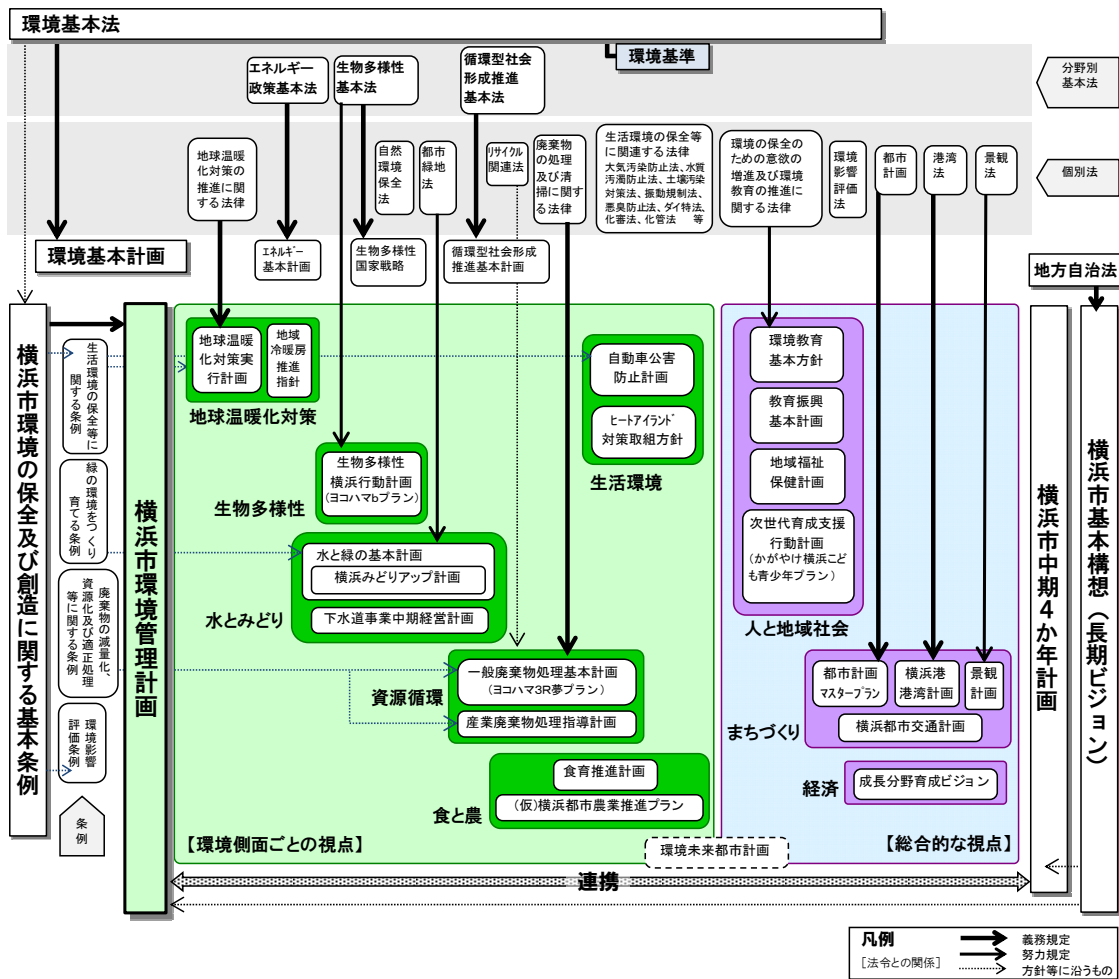 環境基本法
環境基準
エネルギー
政策基本法
生物多様性
基本法
循環型社会
形成推進
基本法
分野別
基本法
地球温暖
化対策の
推進に関
する法律
自然
環境
保全
法
都市
緑地
法
リサイクル
関連法
廃棄物
の処理
及び清
掃に関す
る法律
生活環境の保全等
に関連する法律
大気汚染防止法、水質
汚濁防止法、土壌汚染
対策法、振動規制法、
悪臭防止法、ダイ特法、
化審法、化管法 等
環境の保全
のための意欲の
増進及び環境
教育の推進に
関する法律
環境
影響
評価
法
都市
計画
港湾
法
景観
法
個別法
環境基本計画
エネルギー
基本計画
生物多様性
国家戦略
循環型社会形成
推進基本計画
地方自治法
横浜市環境の保全及び創造に関する基本条例
生活環境の保全等に
関する条例
緑の環境をつくり
育てる条例
廃棄物の減量化、
資源化及び適正処理
等に関する条例
環境影響
評価条例
条
例
横浜市環境管理計画
地球温暖
化対策実
行計画
地域
冷暖房
推進
指針
地球温暖化対策
生物多様性
横浜行動計画
(ヨコハマbプラン)
生物多様性
水と緑の基本計画
横浜みどりアップ計画
下水道事業中期経営計画
水とみどり
一般廃棄物処理基本計画
(ヨコハマ3R夢プラン)
産業廃棄物処理指導計画
資源循環
食育推進計画
(仮)横浜都市農業推進プラン
食と農
自動車公害
防止計画
ヒートアイランド
対策取組方針
生活環境
【環境側面ごとの視点】
環境教育
基本方針
教育振興
基本計画
地域福祉
保健計画
次世代育成支援
行動計画
(かがやけ横浜こど
も青少年プラン)
人と地域社会
都市計画
マスタープラン
横浜港
港湾計画
景観
計画
横浜都市交通計画
まちづくり
成長分野育成ビジョン
経済
【総合的な視点】
環境未来都市計画
横浜市中期4か年計画
横浜市基本構想(長期ビジョン)
連携
凡例
[法令との関係]
義務規定
努力規定
方針等に沿うもの